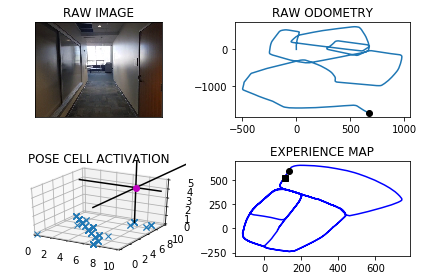 RAW IMAGE
RAW ODOMETRY
0
−1000
−500 0 500 1000
POSE CELL ACTIVATION
0 2 4 6 8 10
0 2 4 6 8 10
0 1 2 3 4 5
EXPERIENCE MAP
500
250
0
−250
0 200 400 600